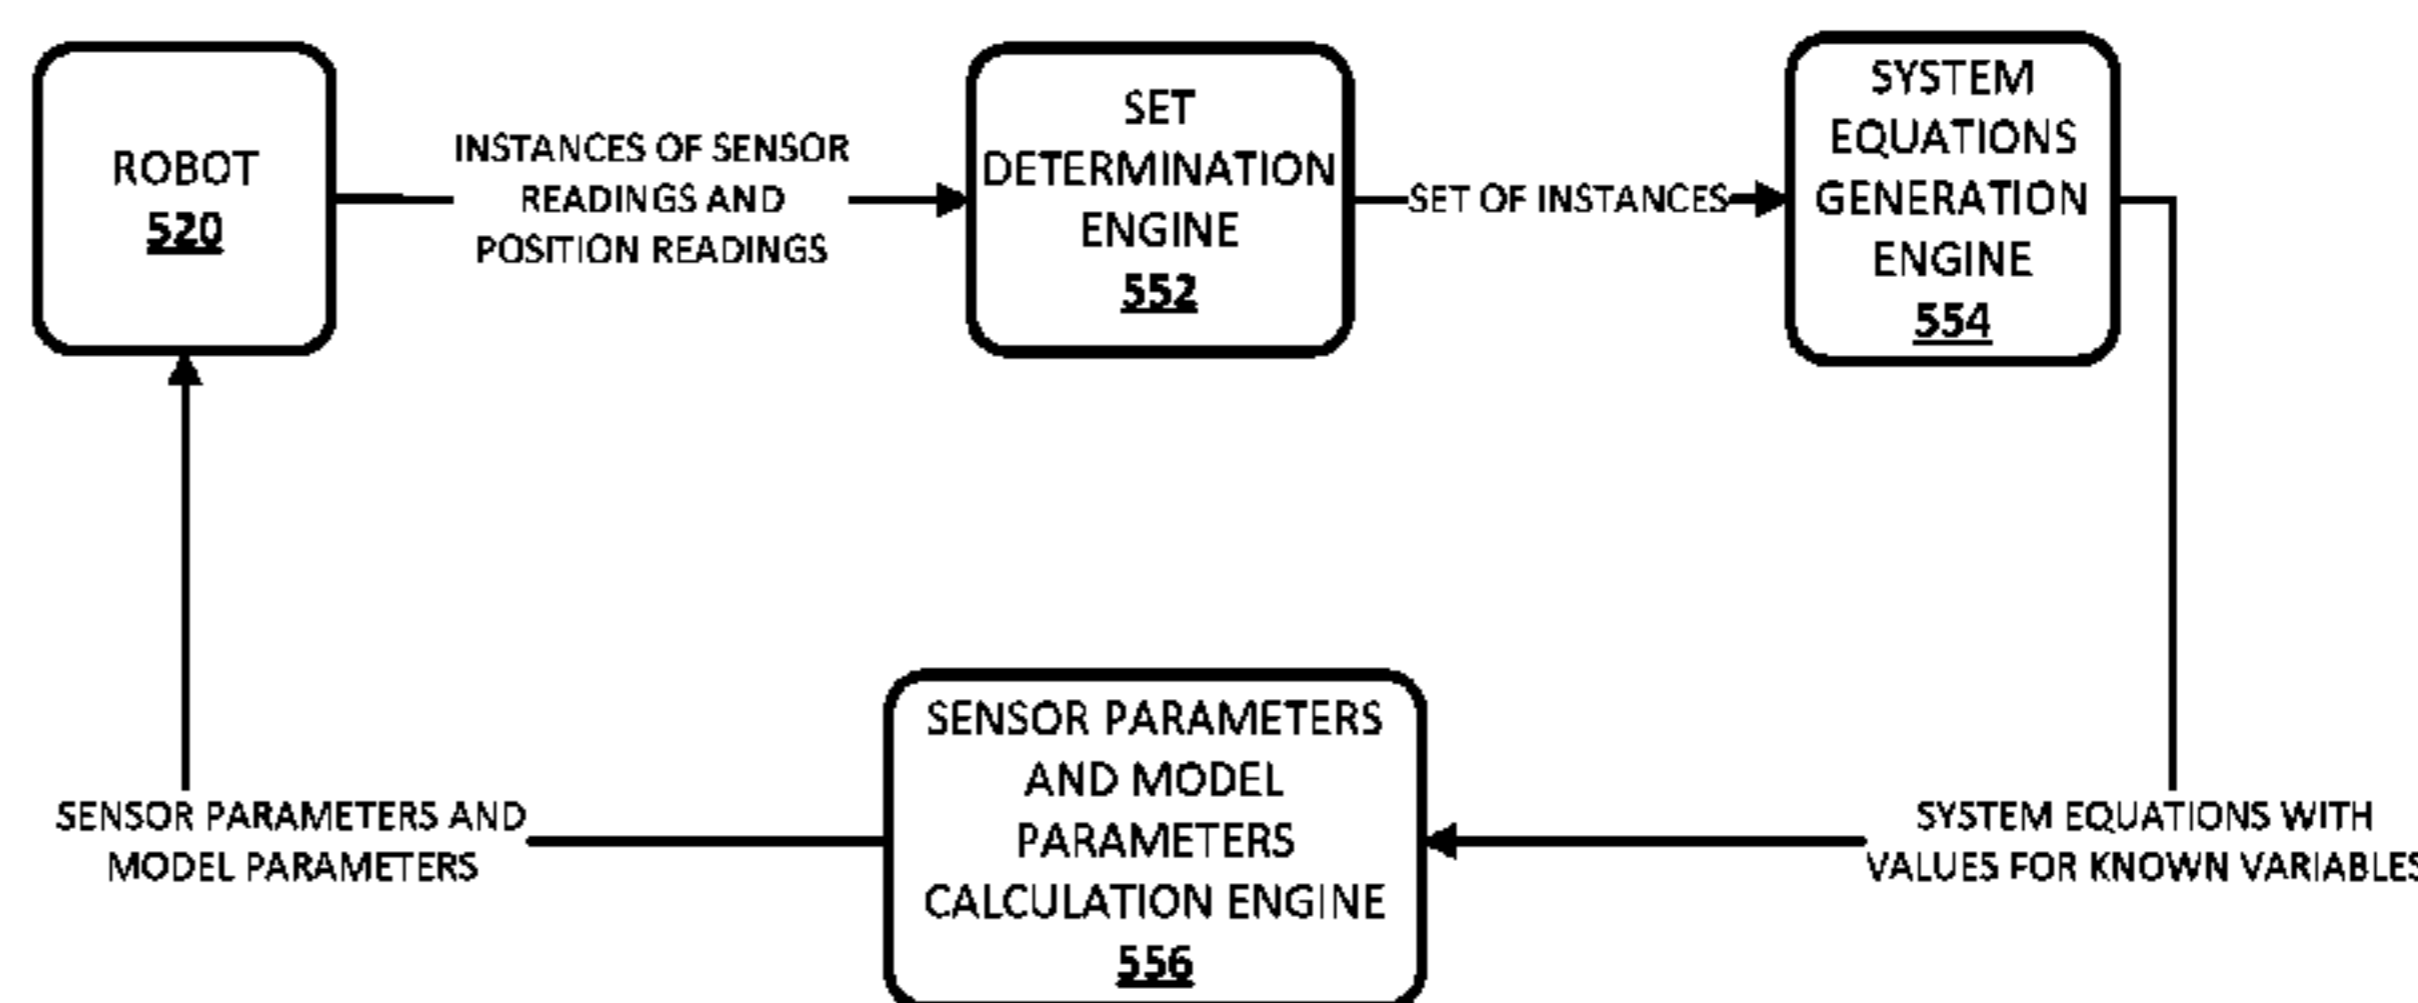 ROBOT
520
INSTANCES OF SENSOR
READINGS AND
POSITION READINGS
SET
DETERMINATION
ENGINE
552
SET OF INSTANCES
SYSTEM
EQUATIONS
GENERATION
ENGINE
554
SYSTEM EQUATIONS WITH
VALUES FOR KNOWN VARIABLES
SENSOR PARAMETERS
AND MODEL
PARAMETERS
CALCULATION ENGINE
556
SENSOR PARAMETERS AND
MODEL PARAMETERS